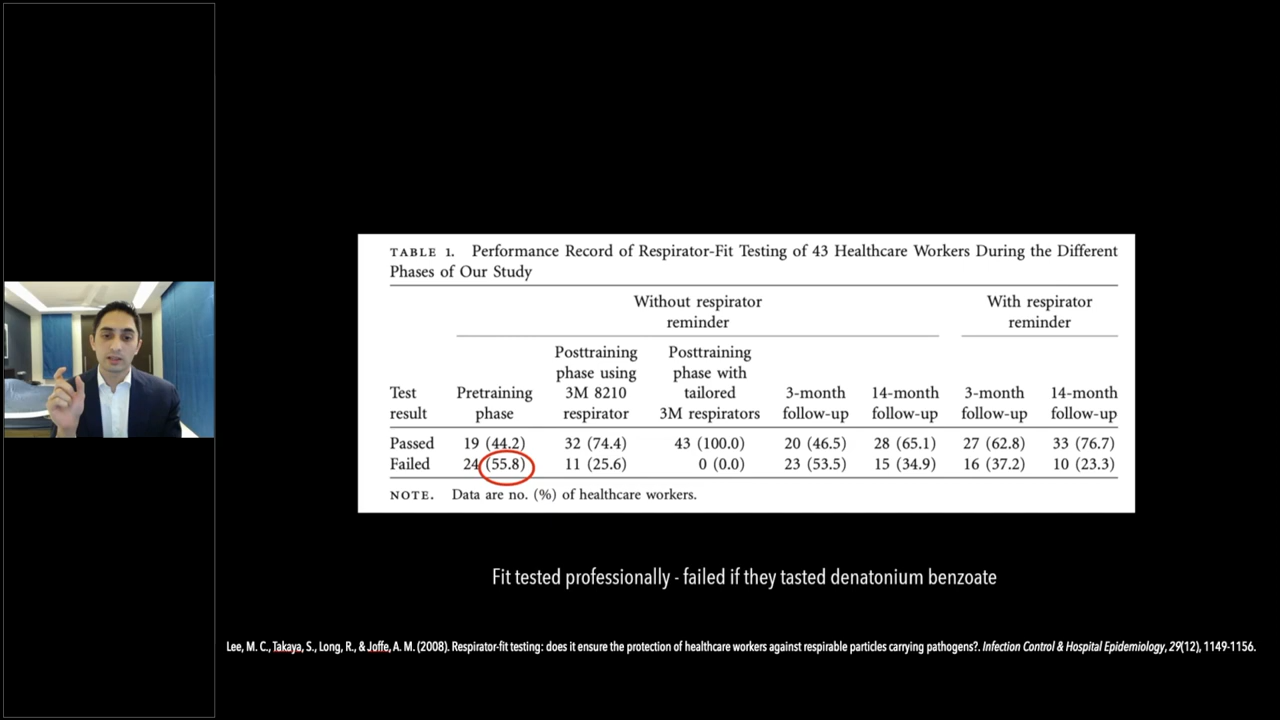 TABLE 1. Performance Record of Respirator-Fit Testing of 43 Healthcare Workers During the Different
Phases of Our Study
Without respirator
reminder
With respirator
reminder
Test
result
Pretraining
phase
Posttraining
phase using
3M 8210
respirator
Posttraining
phase with
tailored
3M respirators
3-month
follow-up
14-month
follow-up
3-month
follow-up
14-month
follow-up
Passed 19 (44.2) 32 (74.4) 43 (100.0) 20 (46.5) 28 (65.1) 27 (62.8) 33 (76.7)
Failed 24 (55.8) 11 (25.6) 0 (0.0) 23 (53.5) 15 (34.9) 16 (37.2) 10 (23.3)
NOTE. Data are no. (%) of healthcare workers.
Fit tested professionally - failed if they tasted denatonium benzoate
Lee, M. C., Takaya, S., Long, R., & Joffe, A. M. (2008). Respirator-fit testing: does it ensure the protection of healthcare workers against respirable particles carrying pathogens?. Infection Control & Hospital Epidemiology, 29(12), 1149-1156.